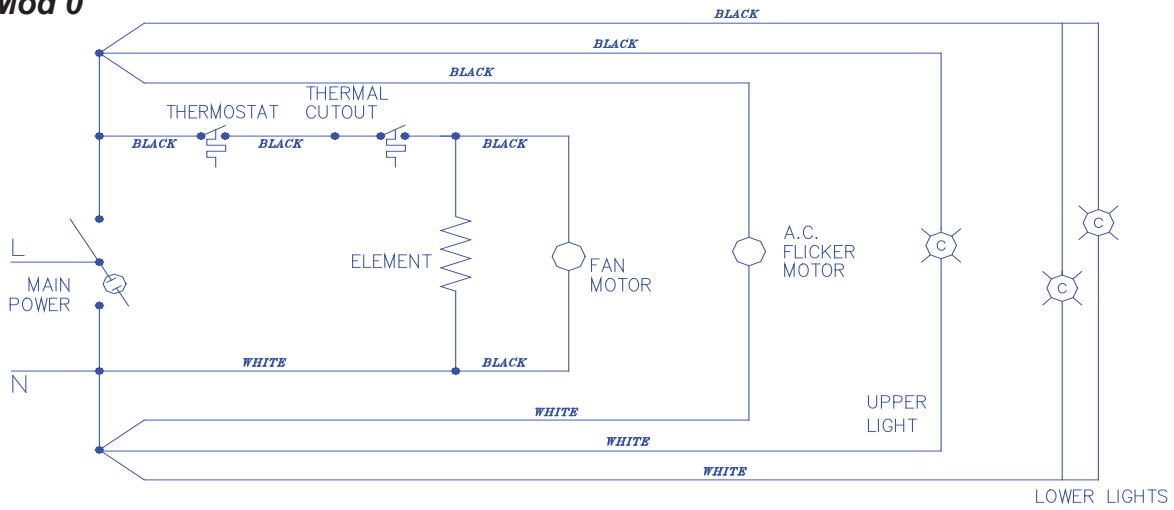 Mod 0
BLACK
BLACK
BLACK
THERMOSTAT
THERMAL
CUTOUT
BLACK
BLACK
BLACK
L
MAIN
POWER
ELEMENT
FAN
MOTOR
A.C.
FLICKER
MOTOR
C
C
C
N
WHITE
BLACK
WHITE
UPPER
LIGHT
WHITE
WHITE
LOWER LIGHTS